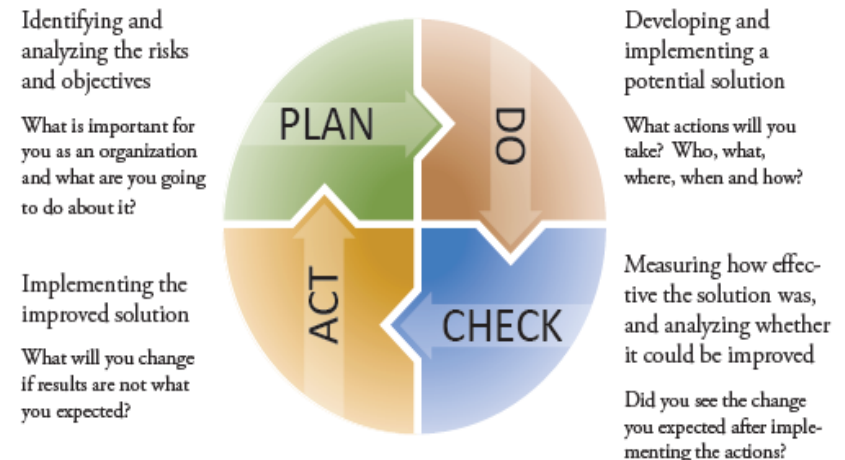 Identifying and
analyzing the risks
and objectives
What is important for
you as an organization
and what are you going
to do about it?
PLAN
DO
Developing and
implementing a
potential solution
What actions will you
take? Who, what,
where, when and how?
Implementing the
improved solution
What will you change
if results are not what
you expected?
ACT
CHECK
Measuring how effec-
tive the solution was,
and analyzing whether
it could be improved
Did you see the change
you expected after imple-
menting the actions?